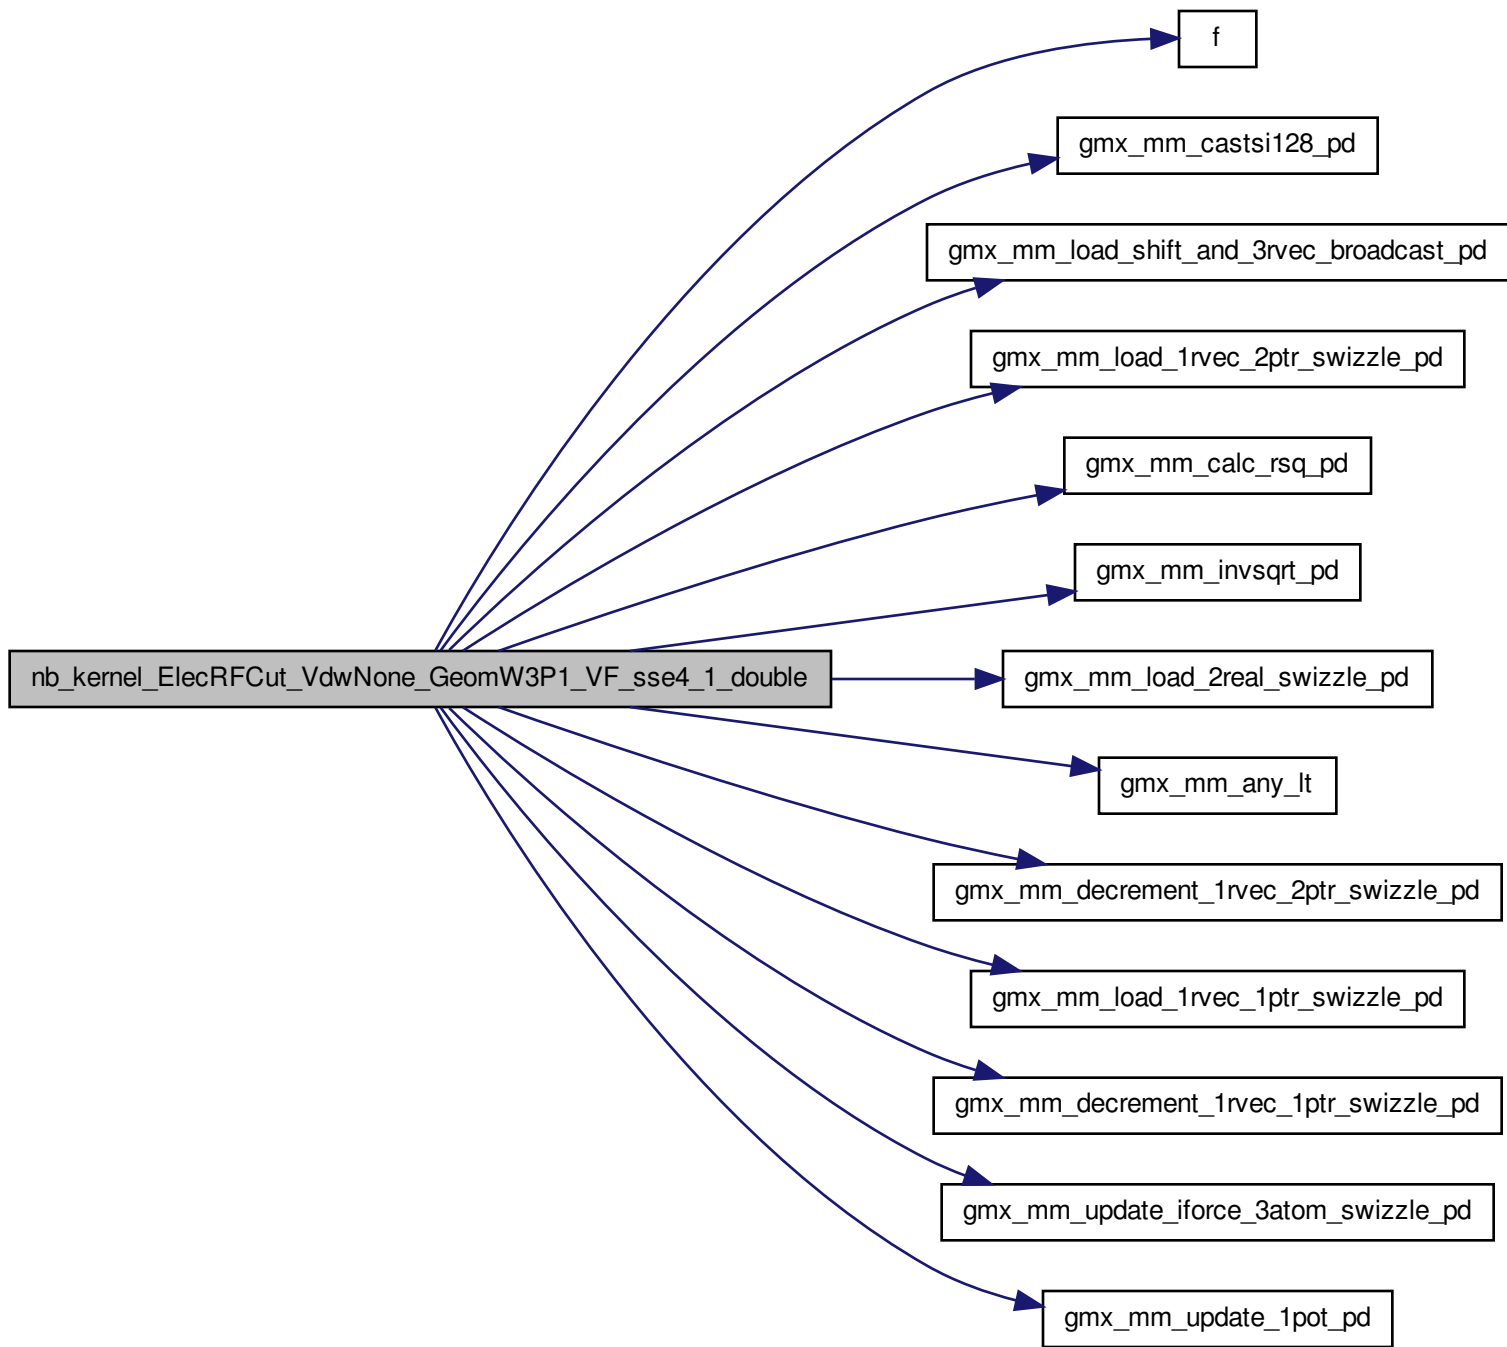 f
gmx_mm_castsi128_pd
gmx_mm_load_shift_and_3rvec_broadcast_pd
gmx_mm_load_1rvec_2ptr_swizzle_pd
gmx_mm_calc_rsq_pd
gmx_mm_invsqrt_pd
nb_kernel_ElecRFCut_VdwNone_GeomW3P1_VF_sse4_1_double
gmx_mm_load_2real_swizzle_pd
gmx_mm_any_lt
gmx_mm_decrement_1rvec_2ptr_swizzle_pd
gmx_mm_load_1rvec_1ptr_swizzle_pd
gmx_mm_decrement_1rvec_1ptr_swizzle_pd
gmx_mm_update_iforce_3atom_swizzle_pd
gmx_mm_update_1pot_pd